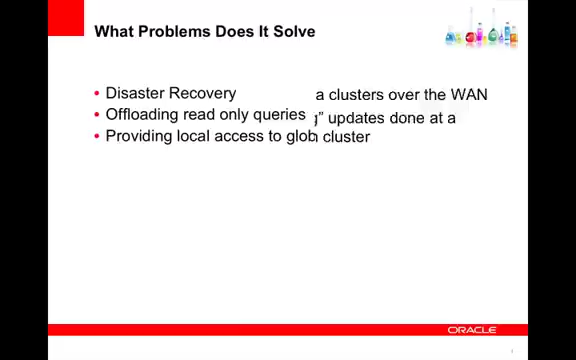 What Problems Does It Solve
• Disaster Recovery a clusters over the WAN
• Offloading read only queries g" updates done at a
• Providing local access to glob cluster
ORACLE